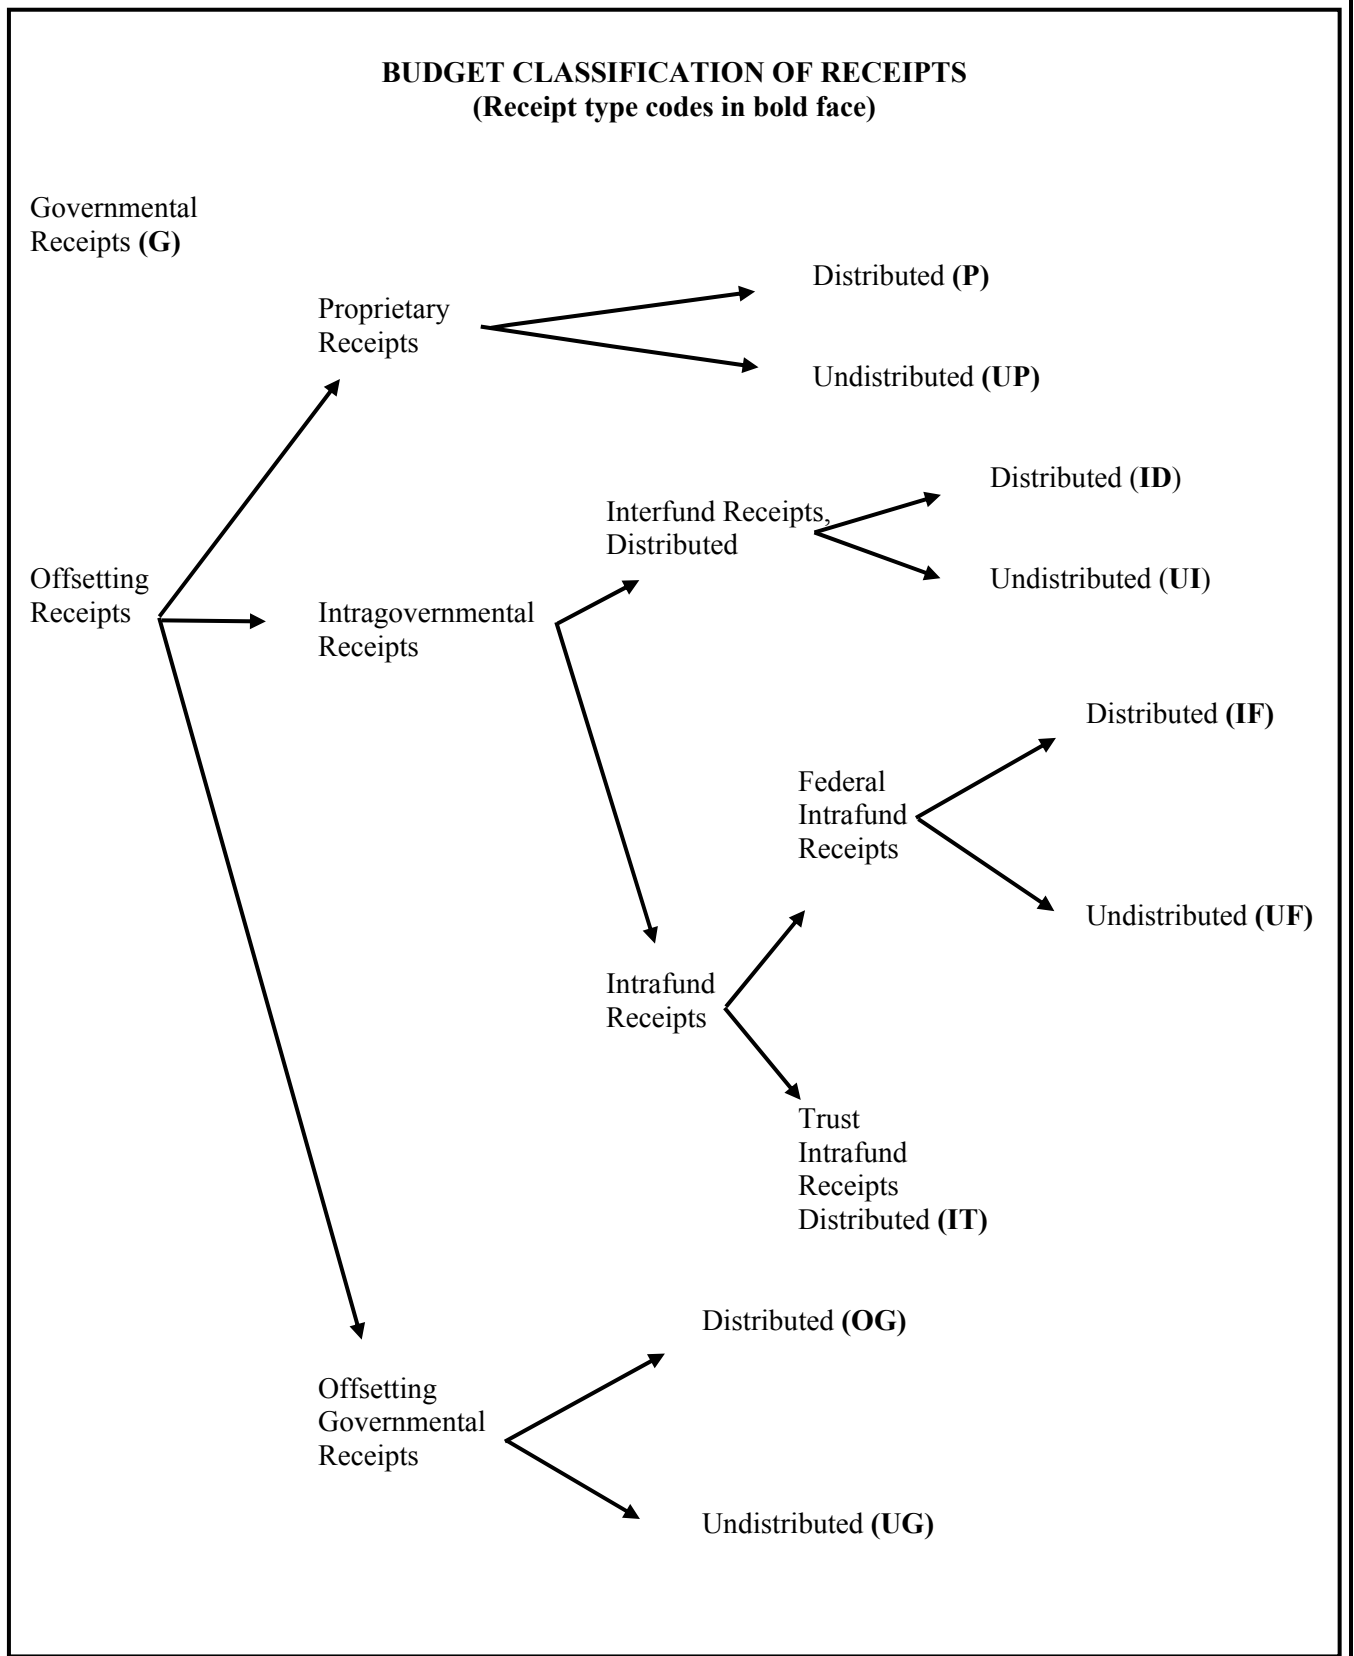 BUDGET CLASSIFICATION OF RECEIPTS
(Receipt type codes in bold face)
Governmental
Receipts (G)
Distributed (P)
Proprietary
Receipts
Undistributed (UP)
Distributed (ID)
Interfund Receipts,
Distributed
Offsetting
Receipts
Undistributed (UI)
Intragovernmental
Receipts
Distributed (IF)
Federal
Intrafund
Receipts
Undistributed (UF)
Intrafund
Receipts
Trust
Intrafund
Receipts
Distributed (IT)
Distributed (OG)
Offsetting
Governmental
Receipts
Undistributed (UG)